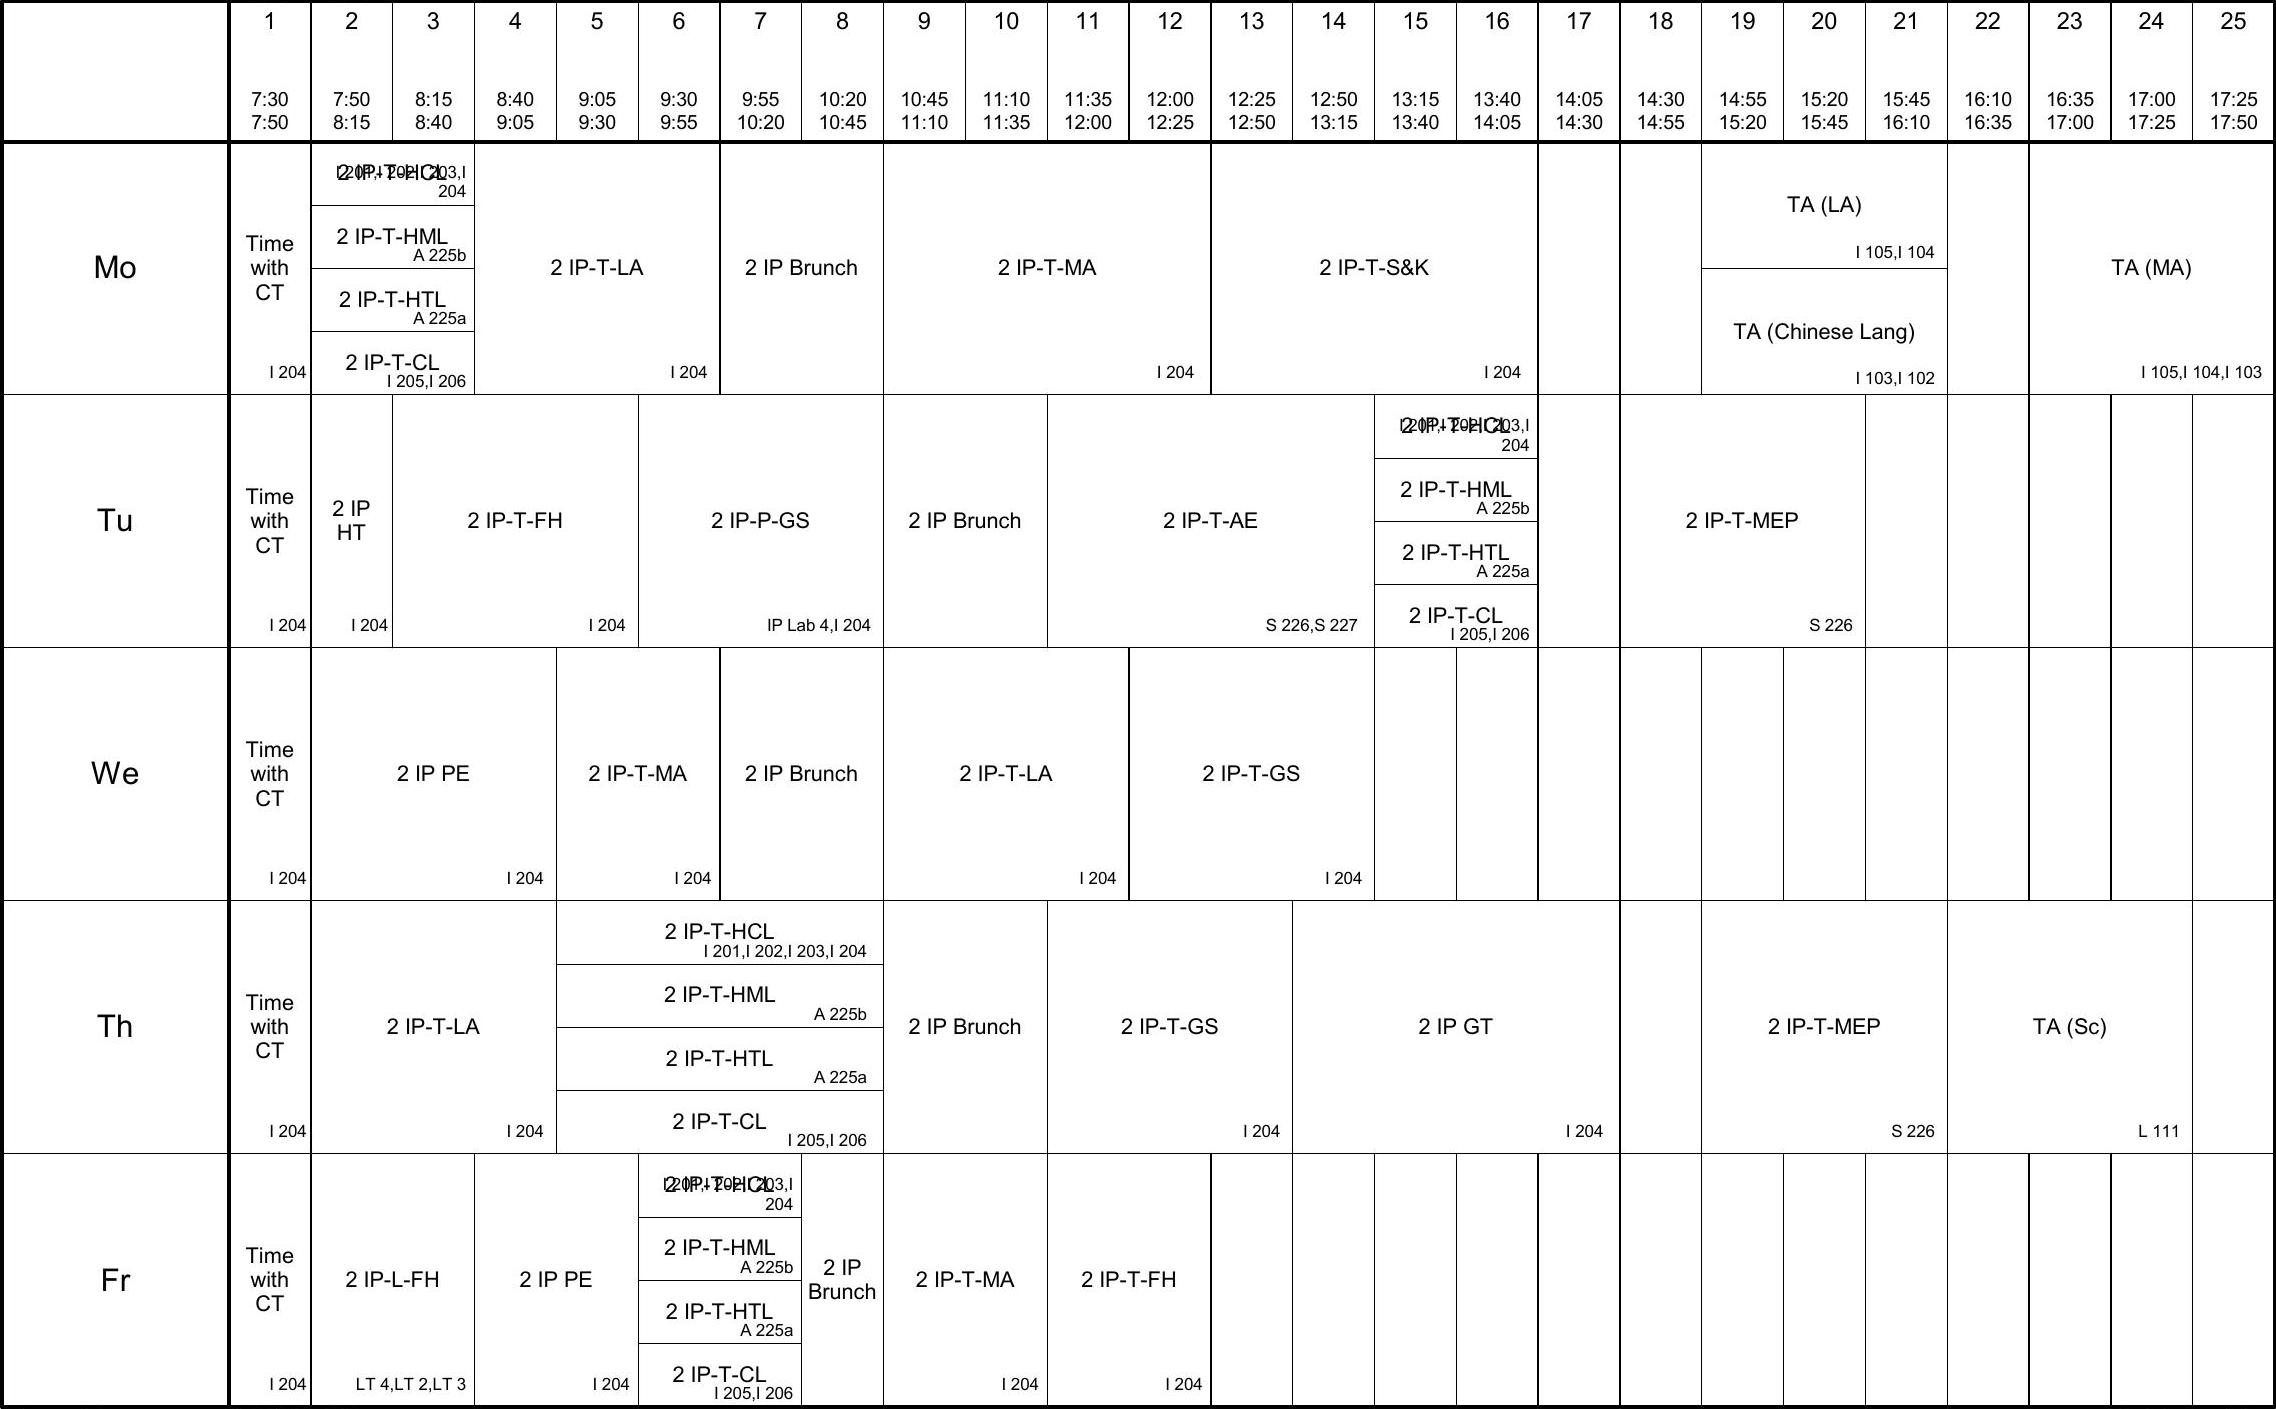 1 2 3 4 5 6 7 8 9 10 11 12 13 14 15 16 17 18 19 20 21 22 23 24 25
7:30 7:50 8:15 8:40 9:05 9:30 9:55 10:20 10:45 11:10 11:35 12:00 12:25 12:50 13:15 13:40 14:05 14:30 14:55 15:20 15:45 16:10 16:35 17:00 17:25
7:50 8:15 8:40 9:05 9:30 9:55 10:20 10:45 11:10 11:35 12:00 12:25 12:50 13:15 13:40 14:05 14:30 14:55 15:20 15:45 16:10 16:35 17:00 17:25 17:50
Mo
Time
with
CT
I 204
2 IP-T-HCL
I 201,I 202,I 203,I
204
2 IP-T-HML
A 225b
2 IP-T-HTL
A 225a
2 IP-T-CL
I 205,I 206
2 IP-T-LA
I 204
2 IP Brunch
2 IP-T-MA
I 204
2 IP-T-S&K
I 204
TA (LA)
I 105,I 104
TA (Chinese Lang)
I 103,I 102
TA (MA)
I 105,I 104,I 103
Tu
Time
with
CT
I 204
2 IP
HT
I 204
2 IP-T-FH
I 204
2 IP-P-GS
IP Lab 4,I 204
2 IP Brunch
2 IP-T-AE
S 226,S 227
2 IP-T-HCL
I 201,I 202,I 203,I
204
2 IP-T-HML
A 225b
2 IP-T-HTL
A 225a
2 IP-T-CL
I 205,I 206
2 IP-T-MEP
S 226
We
Time
with
CT
I 204
2 IP PE
I 204
2 IP-T-MA
I 204
2 IP Brunch
2 IP-T-LA
I 204
2 IP-T-GS
I 204
Th
Time
with
CT
I 204
2 IP-T-LA
I 204
2 IP-T-HCL
I 201,I 202,I 203,I 204
2 IP-T-HML
A 225b
2 IP-T-HTL
A 225a
2 IP-T-CL
I 205,I 206
2 IP Brunch
2 IP-T-GS
I 204
2 IP GT
I 204
2 IP-T-MEP
S 226
TA (Sc)
L 111
Fr
Time
with
CT
I 204
2 IP-L-FH
LT 4,LT 2,LT 3
2 IP PE
I 204
2 IP-T-HCL
I 201,I 202,I 203,I
204
2 IP-T-HML
A 225b
2 IP-T-HTL
A 225a
2 IP-T-CL
I 205,I 206
2 IP
Brunch
2 IP-T-MA
I 204
2 IP-T-FH
I 204